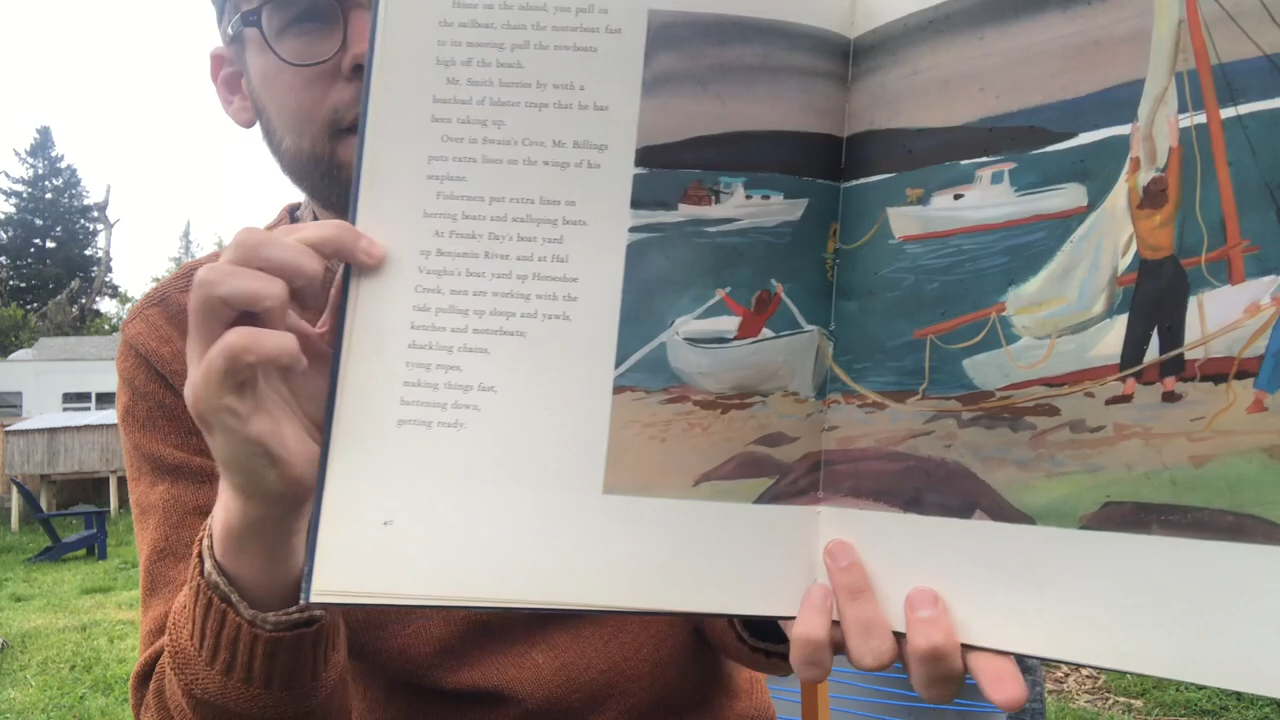 Home on the island, you pull in
the sailboat, chain the motorboat fast
to its mooring, pull the rowboats
high off the beach.
Mr. Smith hurries by with a
boatload of lobster traps that he has
been taking up.
Over in Swain's Cove, Mr. Billings
puts extra lines on the wings of his
seaplane.
Fishermen put extra lines on
herring boats and scalloping boats.
At Franky Day's boat yard
up Benjamin River, and at Hal
Vaughn's boat yard up Horseshoe
Creek, men are working with the
tide pulling up sloops and yawls,
ketches and motorboats;
shackling chains,
tying ropes,
making things fast,
battening down,
getting ready.
40